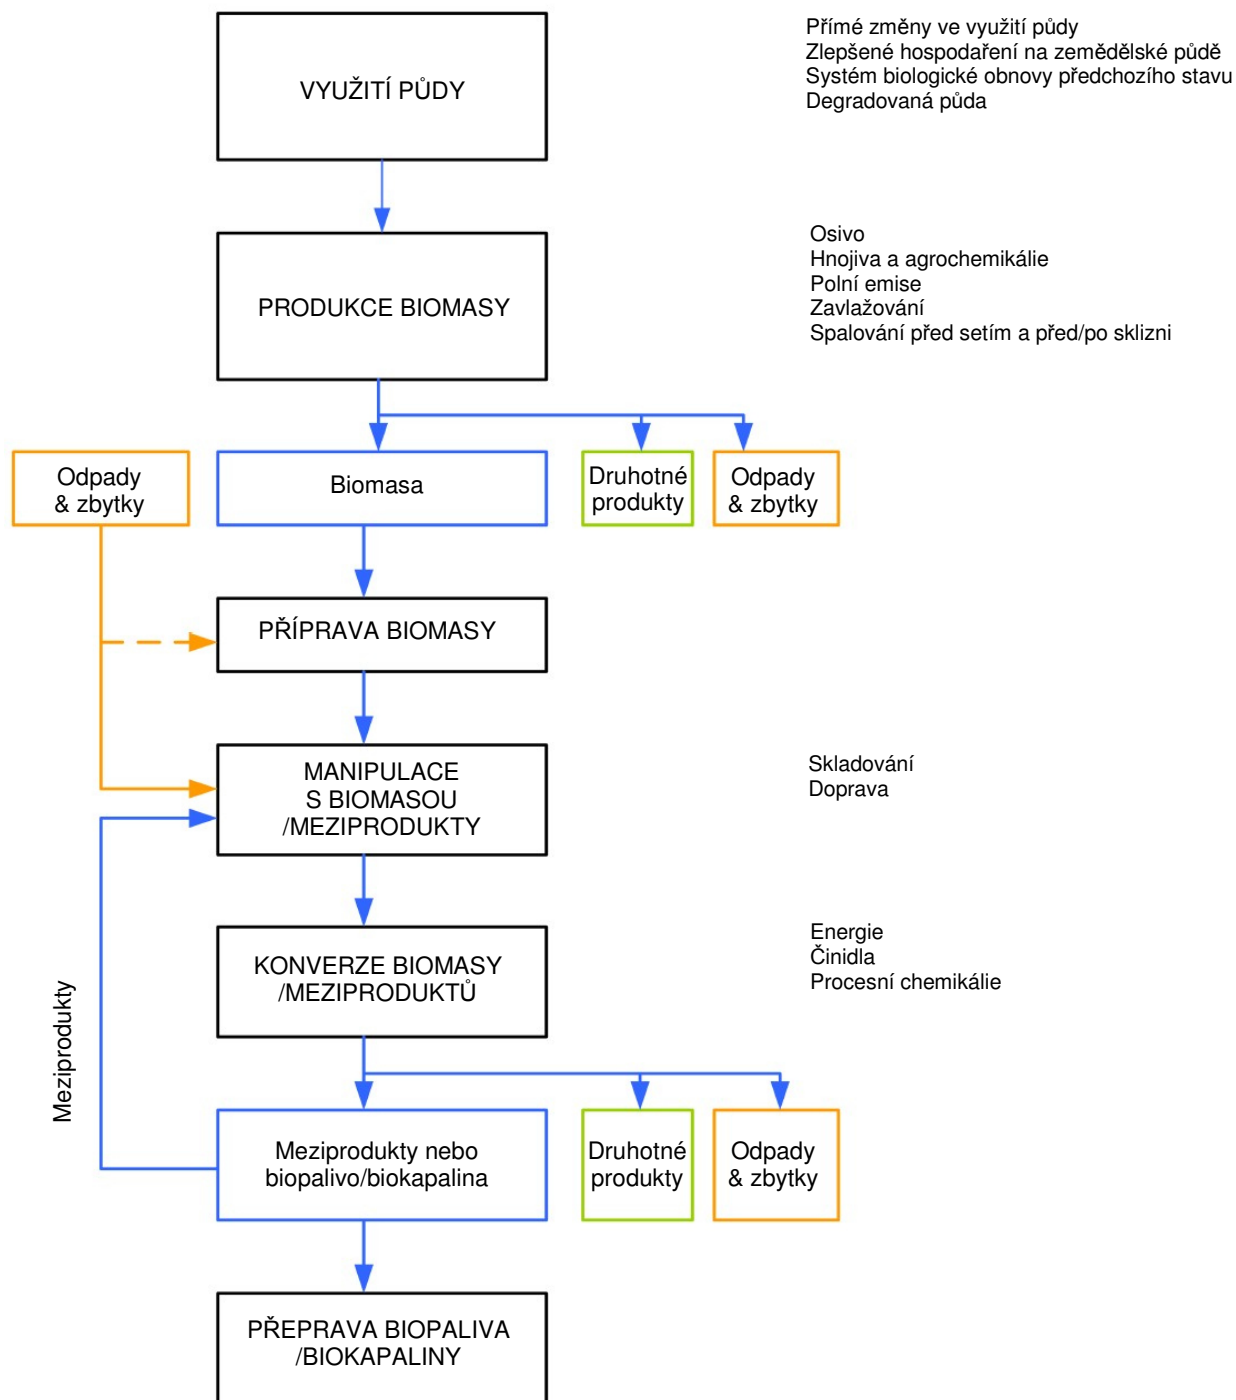 VYUŽITÍ PŮDY
Přímé změny ve využití půdy
Zlepšené hospodaření na zemědělské půdě
Systém biologické obnovy předchozího stavu
Degradovaná půda
PRODUKCE BIOMASY
Osivo
Hnojiva a agrochemikálie
Polní emise
Zavlažování
Spalování před setím a před/po sklizni
Odpady
& zbytky
Biomasa
Druhotné
produkty
Odpady
& zbytky
PŘÍPRAVA BIOMASY
MANIPULACE
S BIOMASOU
/MEZIPRODUKTY
Skladování
Doprava
KONVERZE BIOMASY
/MEZIPRODUKTŮ
Energie
Činidla
Procesní chemikálie
Meziprodukty
Meziprodukty nebo
biopalivo/biokapalina
Druhotné
produkty
Odpady
& zbytky
PŘEPRAVA BIOPALIVA
/BIOKAPALINY